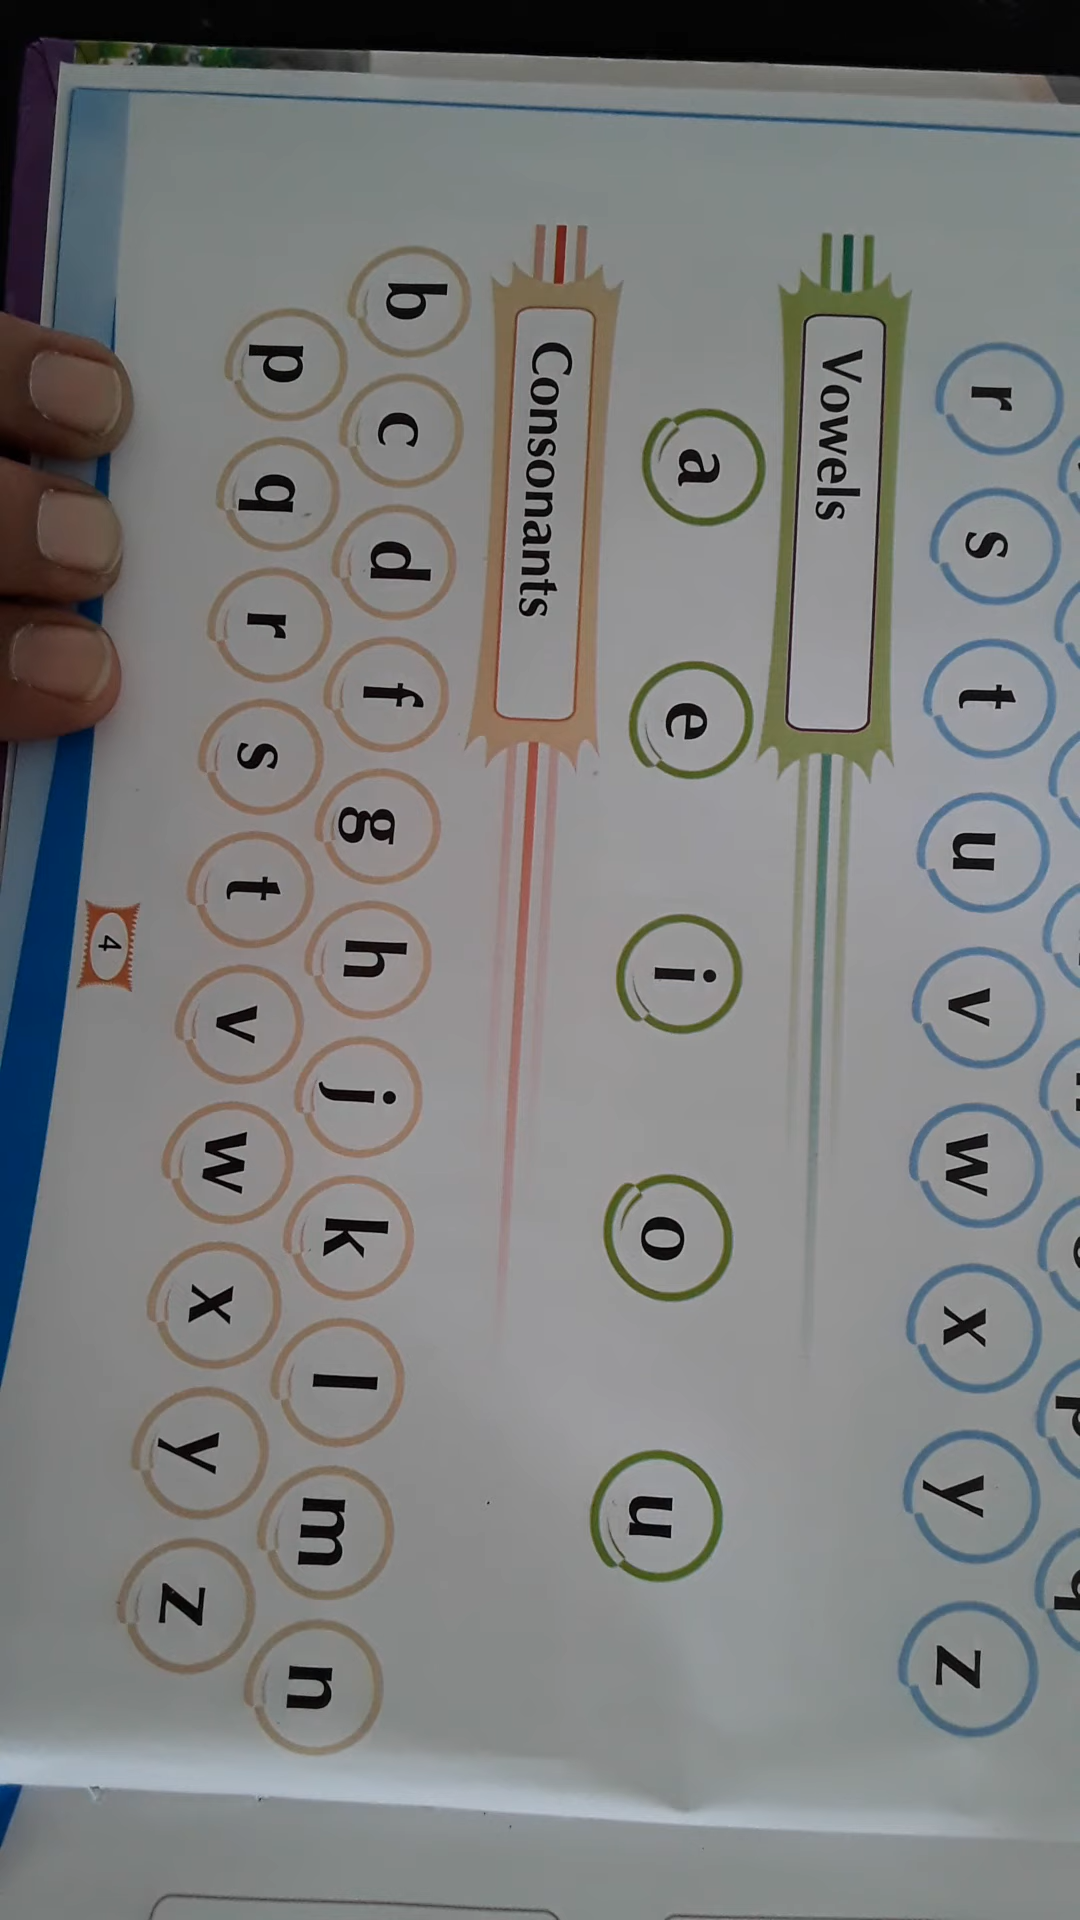 r s t u v w x y z
Vowels
a e i o u
Consonants
b c d f g h j k l m n
p q r s t v w x y z
4